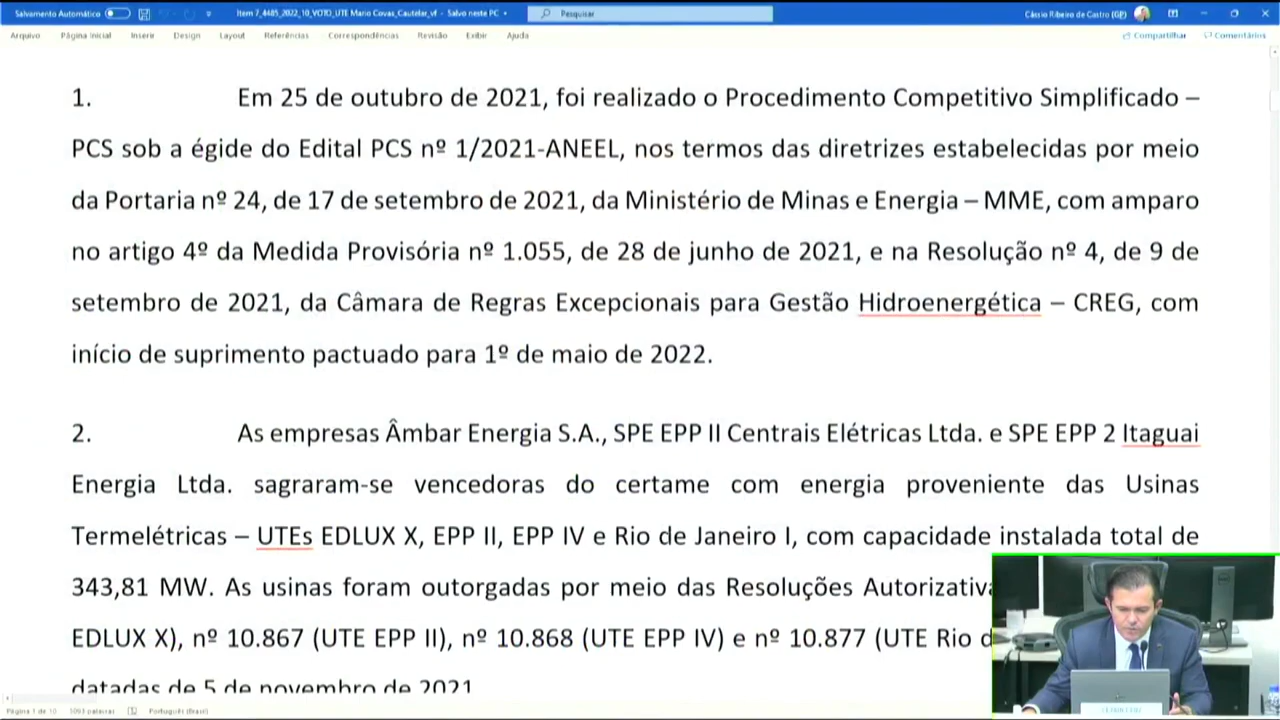 Salvamento Automático
Item 7_4485_2022_10_VOTO_UTE Mario Covas_Cautelar_vf - Salvo neste PC
Pesquisar
Cássio Ribeiro de Castro (GP)
Arquivo Página Inicial Inserir Design Layout Referências Correspondências Revisão Exibir Ajuda
Compartilhar Comentários
1. Em 25 de outubro de 2021, foi realizado o Procedimento Competitivo Simplificado –
PCS sob a égide do Edital PCS nº 1/2021-ANEEL, nos termos das diretrizes estabelecidas por meio
da Portaria nº 24, de 17 de setembro de 2021, da Ministério de Minas e Energia – MME, com amparo
no artigo 4º da Medida Provisória nº 1.055, de 28 de junho de 2021, e na Resolução nº 4, de 9 de
setembro de 2021, da Câmara de Regras Excepcionais para Gestão Hidroenergética – CREG, com
início de suprimento pactuado para 1º de maio de 2022.
2. As empresas Âmbar Energia S.A., SPE EPP II Centrais Elétricas Ltda. e SPE EPP 2 Itaguai
Energia Ltda. sagraram-se vencedoras do certame com energia proveniente das Usinas
Termelétricas – UTEs EDLUX X, EPP II, EPP IV e Rio de Janeiro I, com capacidade instalada total de
343,81 MW. As usinas foram outorgadas por meio das Resoluções Autorizativa
EDLUX X), nº 10.867 (UTE EPP II), nº 10.868 (UTE EPP IV) e nº 10.877 (UTE Rio d
datadas de 5 de novembro de 2021
Página 1 de 10 palavras Português (Brasil)